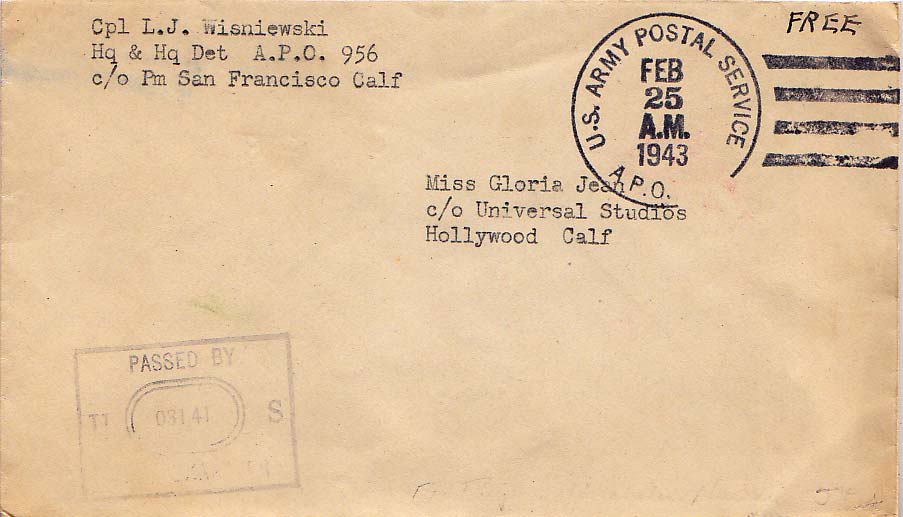 Cpl L.J. Wisniewski
Hq & Hq Det A.P.O. 956
c/o Pm San Francisco Calf
U.S. ARMY POSTAL SERVICE
FEB
25
A.M.
1943
A.P.O.
FREE
Miss Gloria Jean
c/o Universal Studios
Hollywood Calf
PASSED BY
S